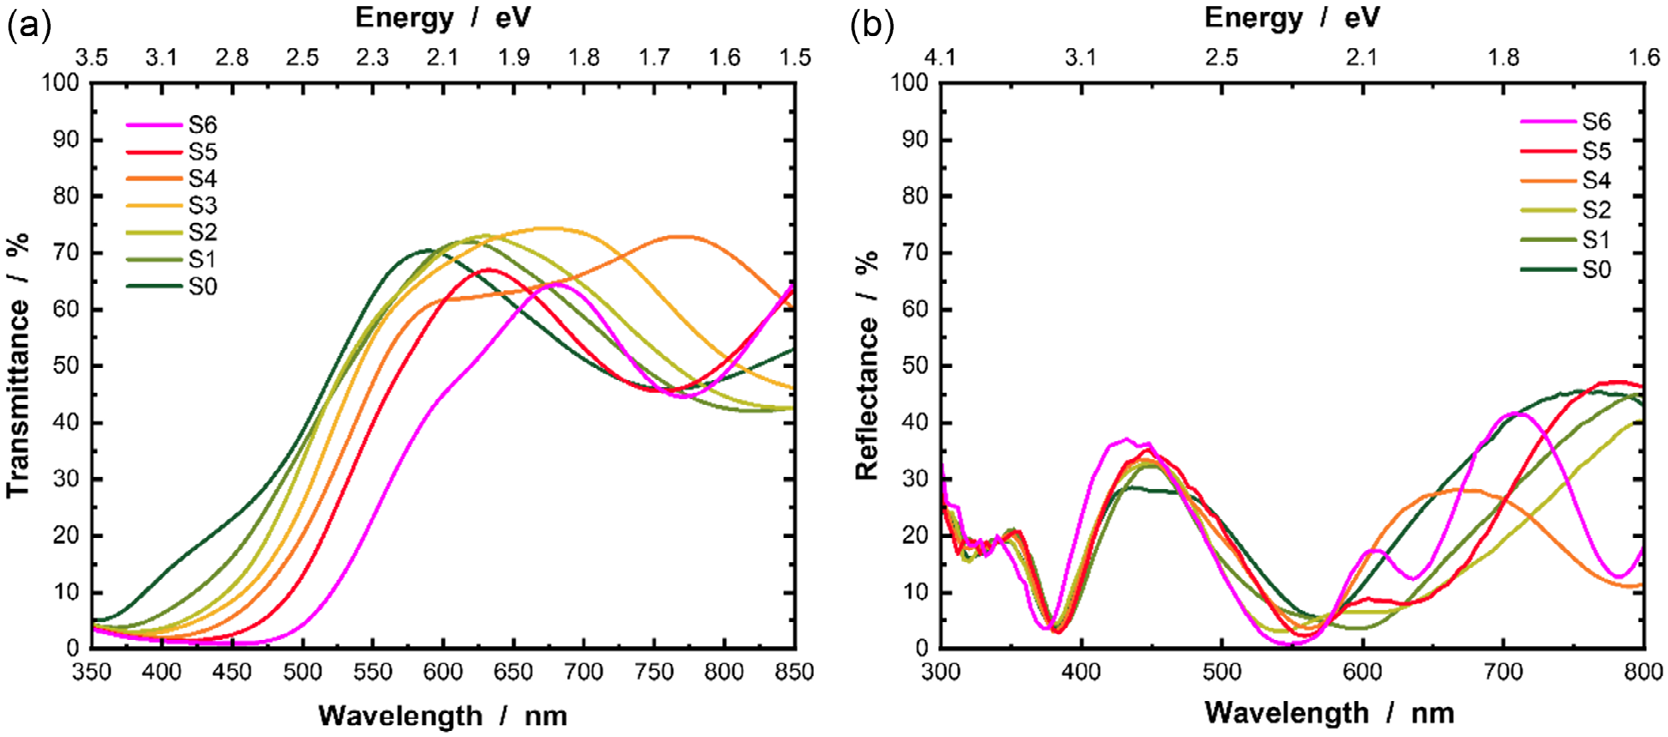 (a)
Energy / eV
3.5 3.1 2.8 2.5 2.3 2.1 1.9 1.8 1.7 1.6 1.5
100
90
80
70
60
50
40
30
20
10
0
Transmittance / %
S6
S5
S4
S3
S2
S1
S0
350 400 450 500 550 600 650 700 750 800 850
Wavelength / nm
(b)
Energy / eV
4.1 3.1 2.5 2.1 1.8 1.6
100
90
80
70
60
50
40
30
20
10
0
Reflectance / %
S6
S5
S4
S2
S1
S0
300 400 500 600 700 800
Wavelength / nm